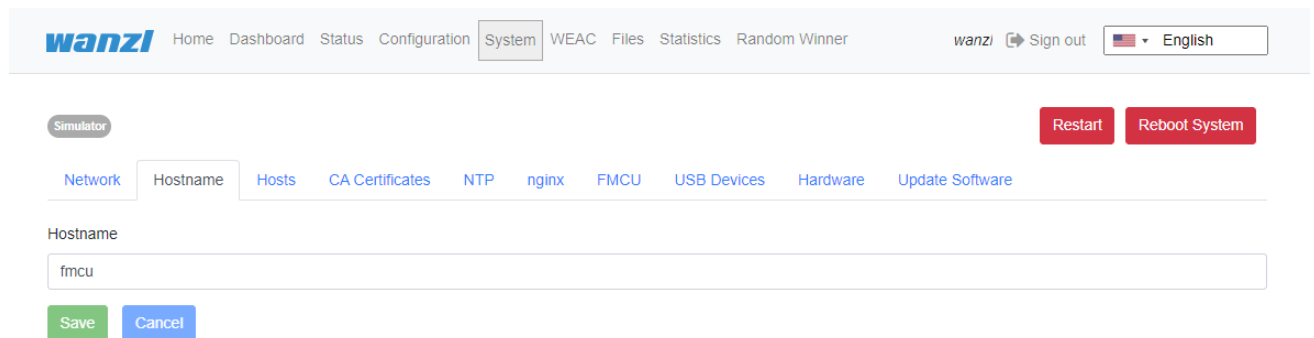 wanzl Home Dashboard Status Configuration System WEAC Files Statistics Random Winner wanzl Sign out English
Simulator Restart Reboot System
Network Hostname Hosts CA Certificates NTP nginx FMCU USB Devices Hardware Update Software
Hostname
fmcu
Save Cancel